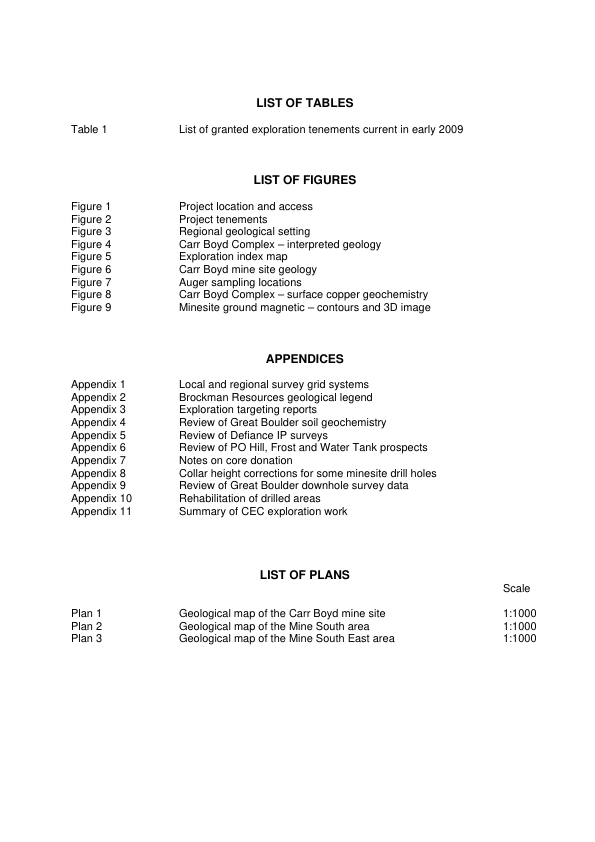 LIST OF TABLES
Table 1 List of granted exploration tenements current in early 2009
LIST OF FIGURES
Figure 1 Project location and access
Figure 2 Project tenements
Figure 3 Regional geological setting
Figure 4 Carr Boyd Complex – interpreted geology
Figure 5 Exploration index map
Figure 6 Carr Boyd mine site geology
Figure 7 Auger sampling locations
Figure 8 Carr Boyd Complex – surface copper geochemistry
Figure 9 Minesite ground magnetic – contours and 3D image
APPENDICES
Appendix 1 Local and regional survey grid systems
Appendix 2 Brockman Resources geological legend
Appendix 3 Exploration targeting reports
Appendix 4 Review of Great Boulder soil geochemistry
Appendix 5 Review of Defiance IP surveys
Appendix 6 Review of PO Hill, Frost and Water Tank prospects
Appendix 7 Notes on core donation
Appendix 8 Collar height corrections for some minesite drill holes
Appendix 9 Review of Great Boulder downhole survey data
Appendix 10 Rehabilitation of drilled areas
Appendix 11 Summary of CEC exploration work
LIST OF PLANS
Scale
Plan 1 Geological map of the Carr Boyd mine site 1:1000
Plan 2 Geological map of the Mine South area 1:1000
Plan 3 Geological map of the Mine South East area 1:1000